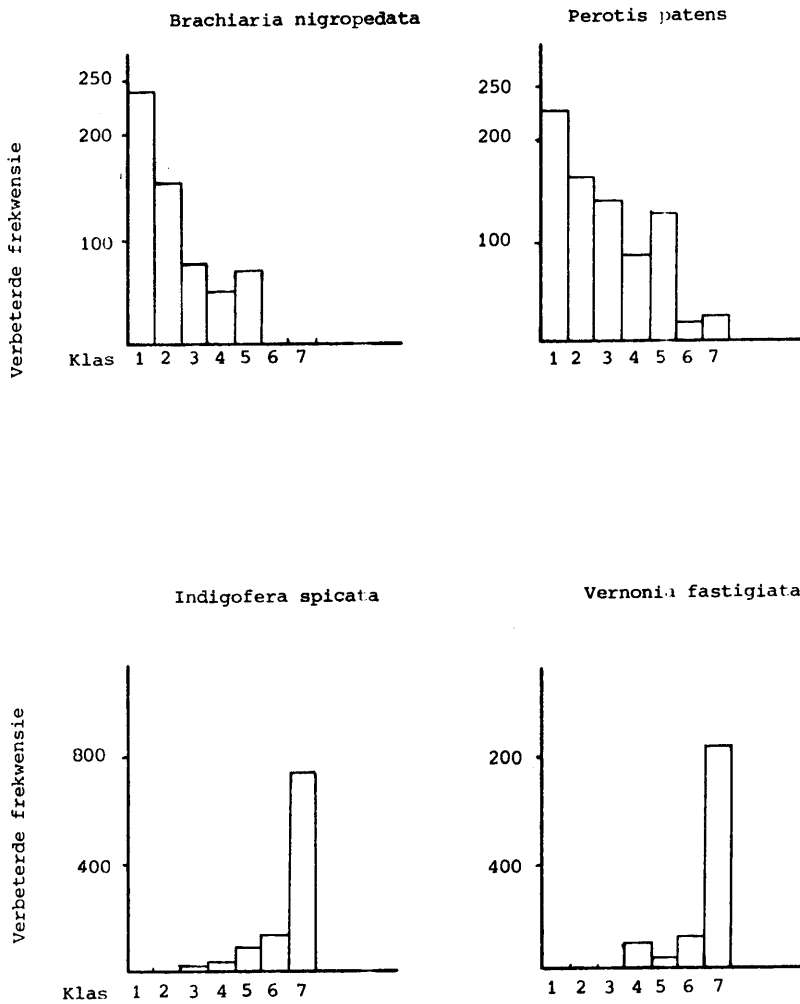 Brachiaria nigropedata
Perotis patens
Verbeterde frekwensie
250
200
100
Klas 1 2 3 4 5 6 7
250
200
100
1 2 3 4 5 6 7
Indigofera spicata
Vernonia fastigiata
Verbeterde frekwensie
800
400
Klas 1 2 3 4 5 6 7
200
400
1 2 3 4 5 6 7